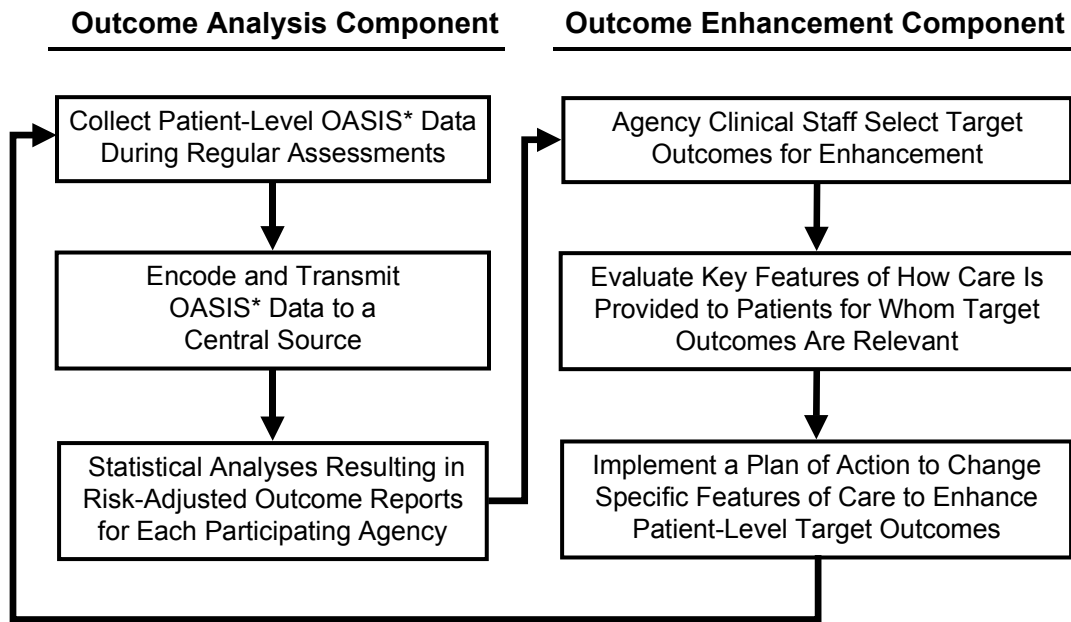 Outcome Analysis Component
Collect Patient-Level OASIS* Data
During Regular Assessments
Encode and Transmit
OASIS* Data to a
Central Source
Statistical Analyses Resulting in
Risk-Adjusted Outcome Reports
for Each Participating Agency
Outcome Enhancement Component
Agency Clinical Staff Select Target
Outcomes for Enhancement
Evaluate Key Features of How Care Is
Provided to Patients for Whom Target
Outcomes Are Relevant
Implement a Plan of Action to Change
Specific Features of Care to Enhance
Patient-Level Target Outcomes